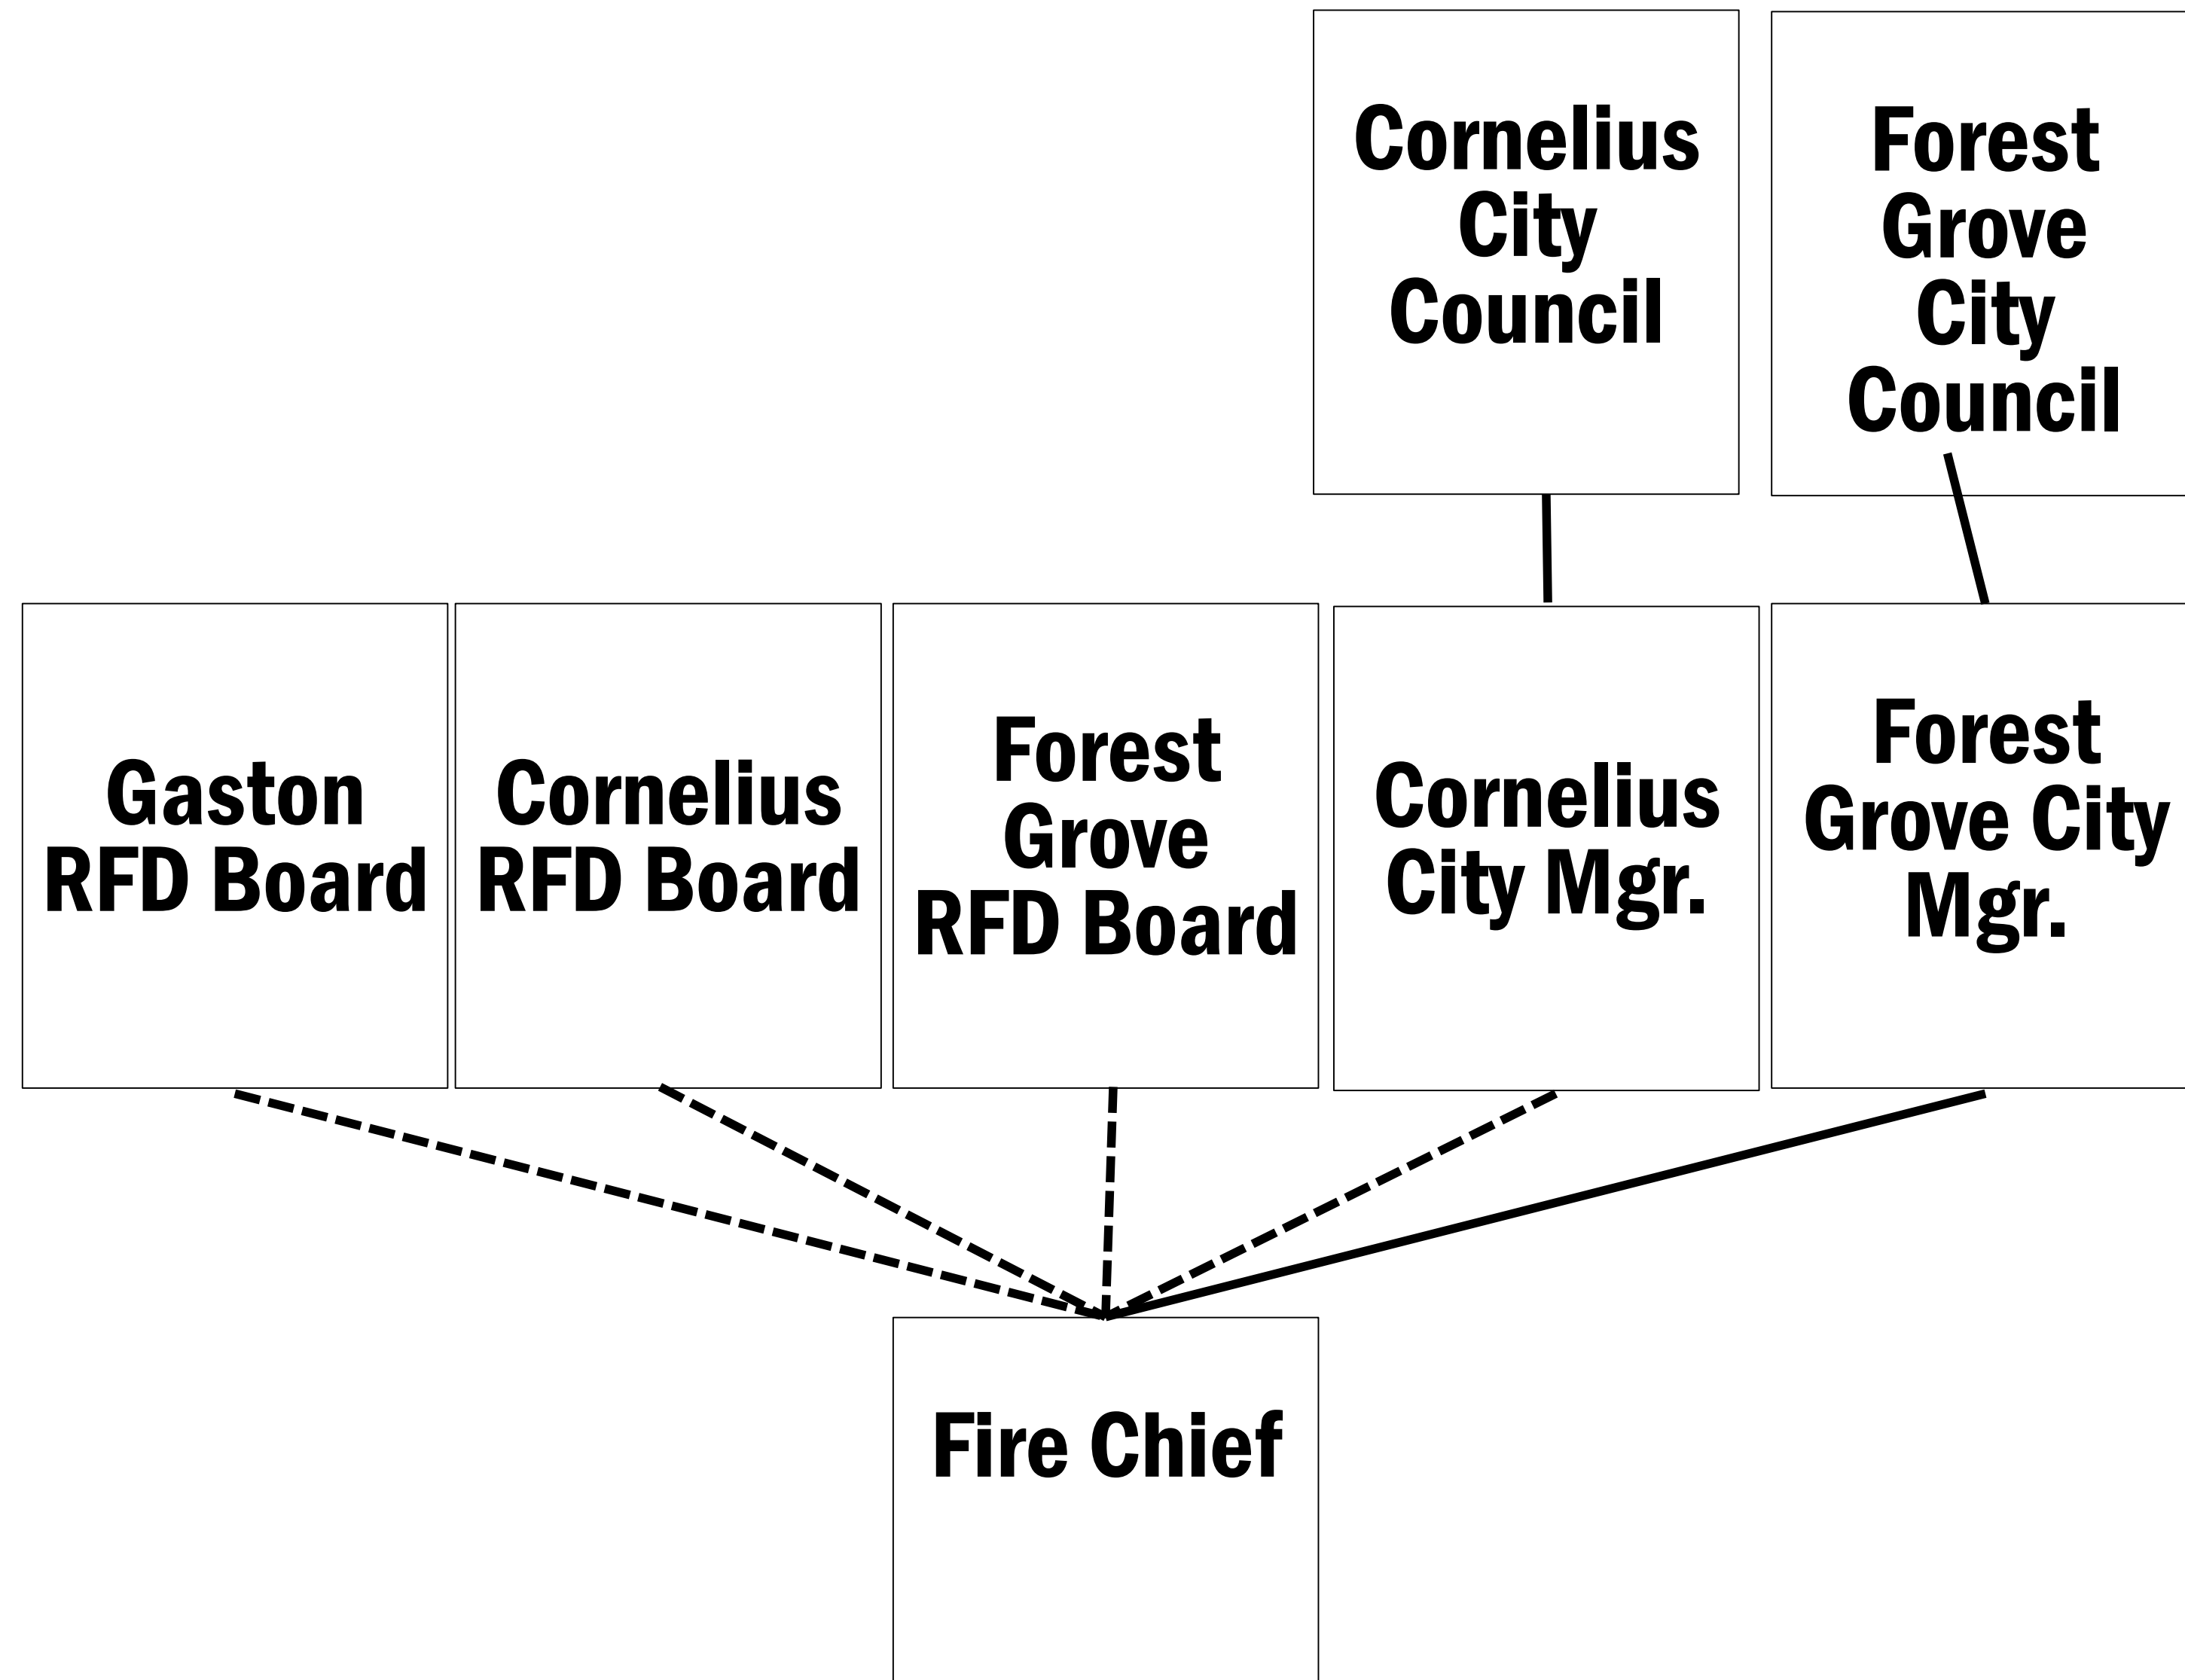 Cornelius
City
Council
Forest
Grove
City
Council
Gaston
RFD Board
Cornelius
RFD Board
Forest
Grove
RFD Board
Cornelius
City Mgr.
Forest
Grove City
Mgr.
Fire Chief